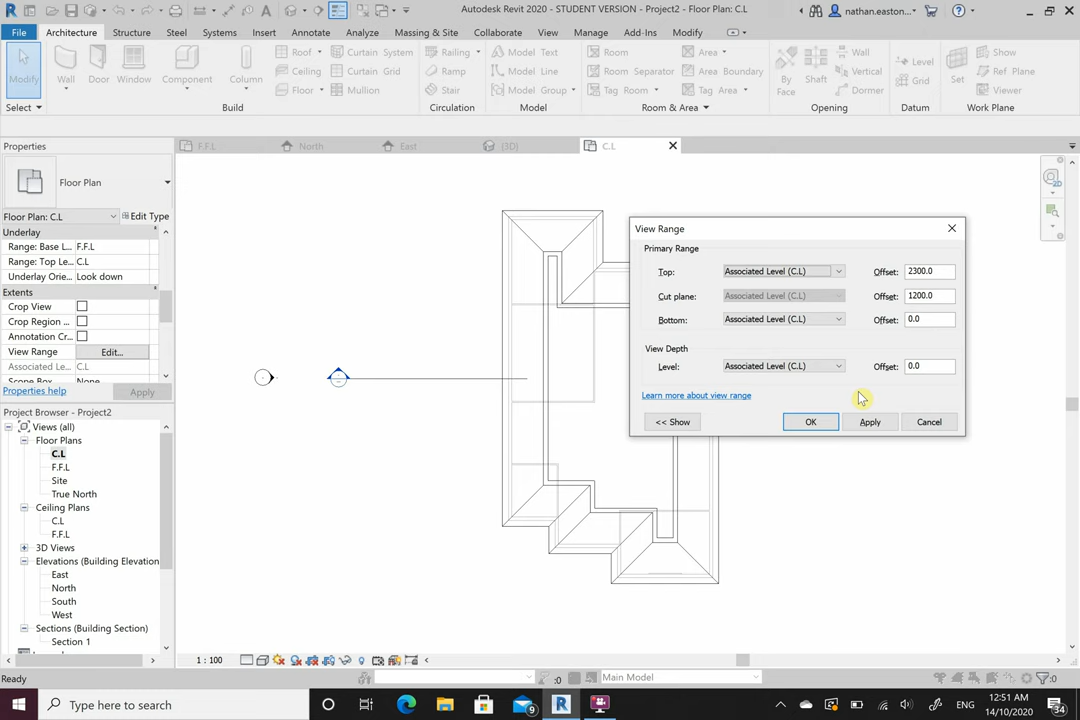 Autodesk Revit 2020 - STUDENT VERSION - Project2 - Floor Plan: C.L
nathan.easton...
File Architecture Structure Steel Systems Insert Annotate Analyze Massing & Site Collaborate View Manage Add-Ins Modify
Modify Wall Door Window Component Column
Roof Ceiling Floor
Curtain System Curtain Grid Mullion
Railing Ramp Stair
Model Text Model Line Model Group
Room Room Separator Tag Room
Area Area Boundary Tag Area
By Face Shaft Wall Vertical Dormer
Level Grid
Set Show Ref Plane Viewer
Select Build Circulation Model Room & Area Opening Datum Work Plane
Properties
F.F.L North East {3D} C.L
Floor Plan
Floor Plan: C.L Edit Type
Underlay
Range: Base L... F.F.L
Range: Top Le... C.L
Underlay Orie... Look down
Extents
Crop View
Crop Region ...
Annotation Cr...
View Range Edit...
Associated Level C.L
Scope Box None
Properties help Apply
Project Browser - Project2
Views (all)
Floor Plans
C.L
F.F.L
Site
True North
Ceiling Plans
C.L
F.F.L
3D Views
Elevations (Building Elevation
East
North
South
West
Sections (Building Section)
Section 1
View Range
Primary Range
Top: Associated Level (C.L) Offset: 2300.0
Cut plane: Associated Level (C.L) Offset: 1200.0
Bottom: Associated Level (C.L) Offset: 0.0
View Depth
Level: Associated Level (C.L) Offset: 0.0
Learn more about view range
<< Show OK Apply Cancel
2D
1 : 100
Ready :0 Main Model :0
Type here to search
9
12:51 AM
14/10/2020
34